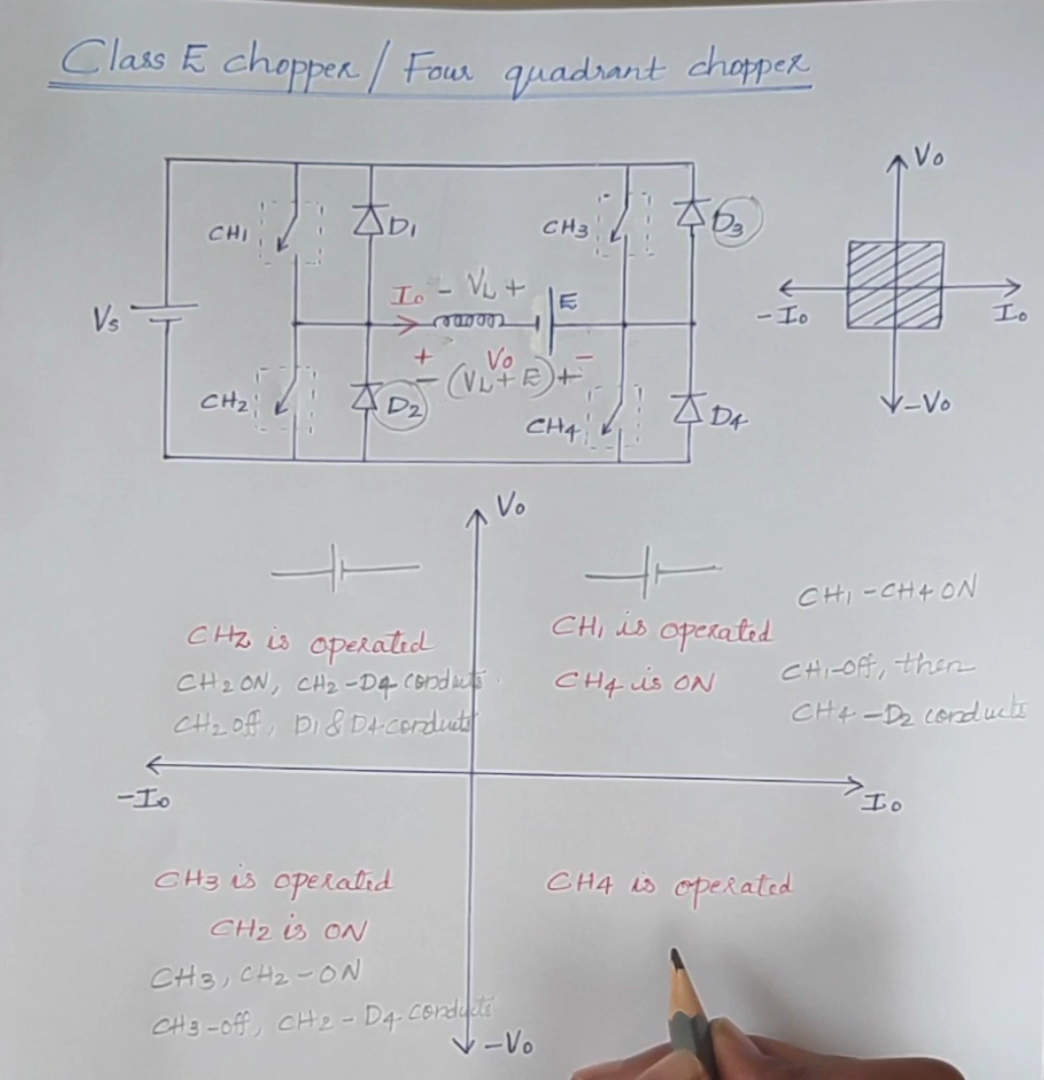 Class E chopper / Four quadrant chopper
CH1
D1
CH3
D3
Vo
-Io
Io
-Vo
Vs
Io
- VL +
E
+ Vo -
- (VL + E) +
CH2
D2
CH4
D4
Vo
CH2 is operated
CH2 ON, CH2-D4 conducts.
CH2 off, D1 & D4 conducts
CH1 is operated
CH4 is ON
CH1 - CH4 ON
CH1-off, then
CH4 - D2 conducts
-Io
Io
CH3 is operated
CH2 is ON
CH3, CH2 - ON
CH3-off, CH2 - D4 conducts
CH4 is operated
-Vo